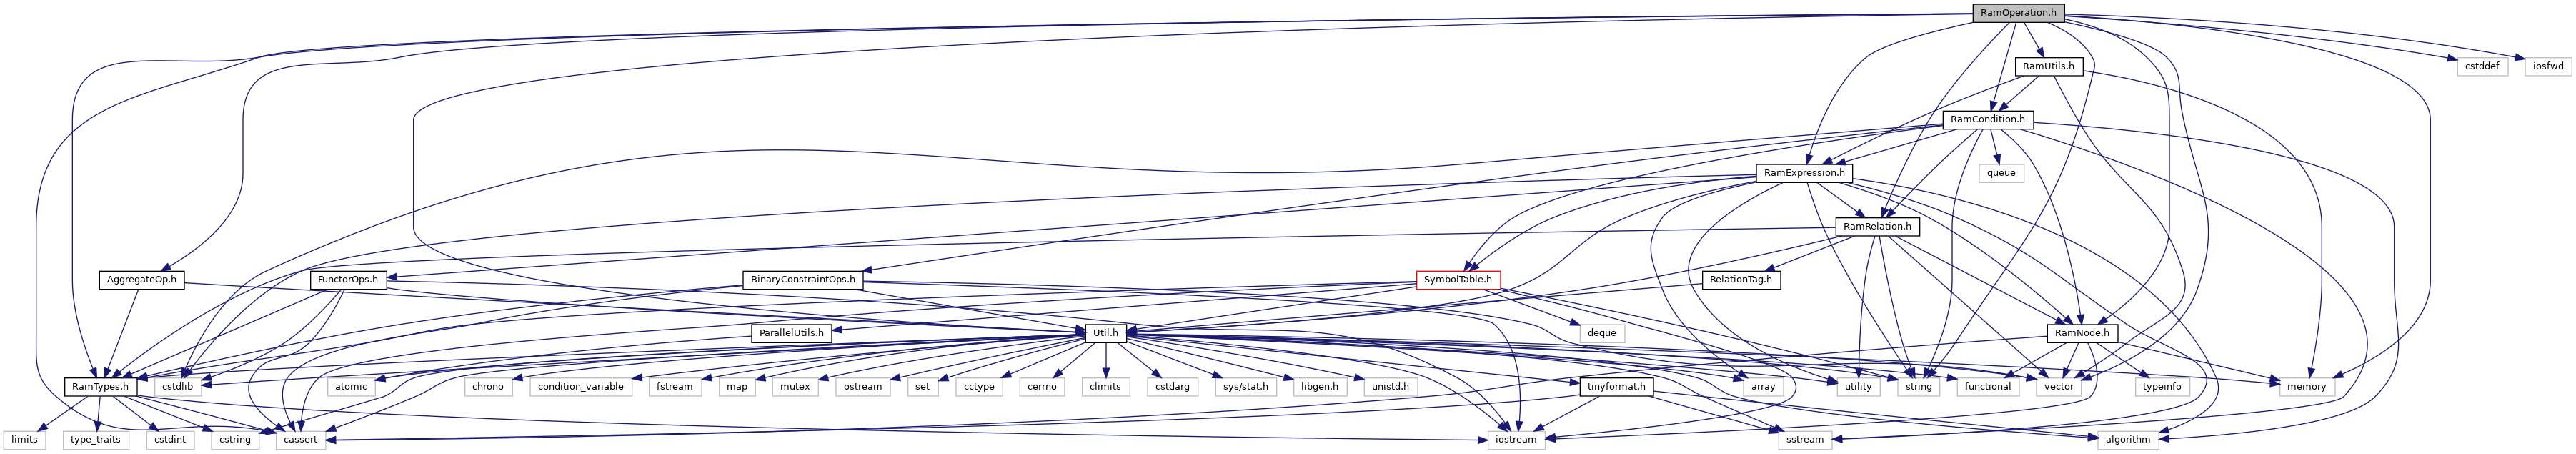 RamOperation.h
RamUtils.h
cstddef
iosfwd
RamCondition.h
RamExpression.h
queue
RamRelation.h
AggregateOp.h
FunctorOps.h
BinaryConstraintOps.h
SymbolTable.h
RelationTag.h
ParallelUtils.h
Util.h
deque
RamNode.h
RamTypes.h
cstdlib
atomic
chrono
condition_variable
fstream
map
mutex
ostream
set
cctype
cerrno
climits
cstdarg
sys/stat.h
libgen.h
unistd.h
tinyformat.h
array
utility
string
functional
vector
typeinfo
memory
limits
type_traits
cstdint
cstring
cassert
iostream
sstream
algorithm